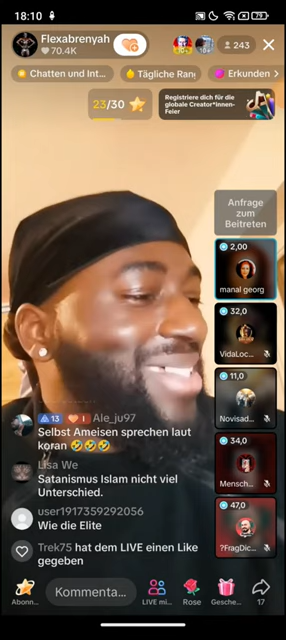 18:10
79
Flexabrenyah
70.4K
243
Chatten und Int...
Tägliche Rang
Erkunden
23/30
Registriere dich für die
globale Creator*innen-
Feier
Anfrage
zum
Beitreten
2,00
manal georg
32,0
VidaLoc...
11,0
Novisad...
34,0
Mensch...
47,0
?FragDic...
13 1 Ale_ju97
Selbst Ameisen sprechen laut
koran 🤣🤣🤣
Lisa We
Satanismus Islam nicht viel
Unterschied.
user1917359292056
Wie die Elite
Trek75 hat dem LIVE einen Like
gegeben
Abonn...
Kommenta...
LIVE mi...
Rose
Gesche...
17